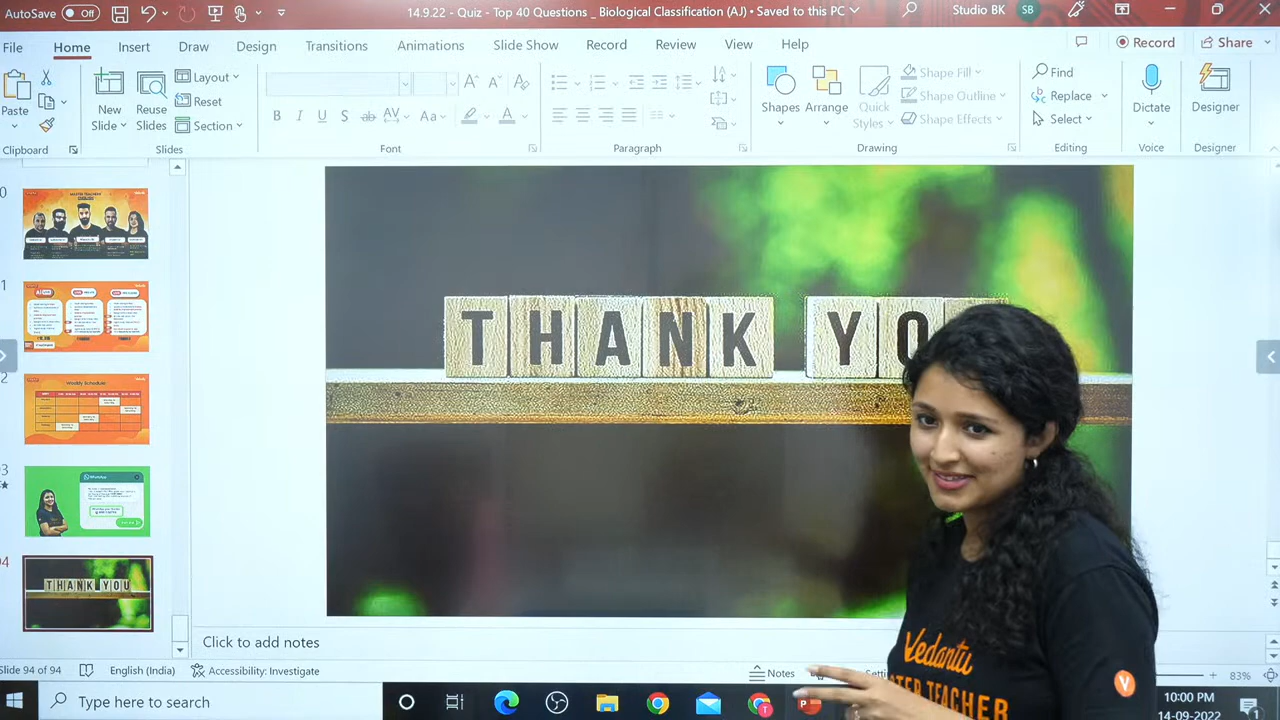 AutoSave Off 14.9.22 - Quiz - Top 40 Questions _ Biological Classification (AJ) • Saved to this PC Studio BK SB
File Home Insert Draw Design Transitions Animations Slide Show Record Review View Help Record Share
New Slide
Reuse Slides
Layout
Reset
Section
B I U S ab AV Aa A
Shapes
Arrange
Quick Styles
Shape Fill
Shape Outline
Shape Effects
Find
Replace
Select
Dictate
Designer
Clipboard Slides Font Paragraph Drawing Editing Voice Designer
Weekly Schedule
WhatsApp
THANK YOU
THANK YO
Click to add notes
Slide 94 of 94 English (India) Accessibility: Investigate Notes 83%
Vedantu
TER TEACHER
V
Type here to search
10:00 PM
14-09-2022